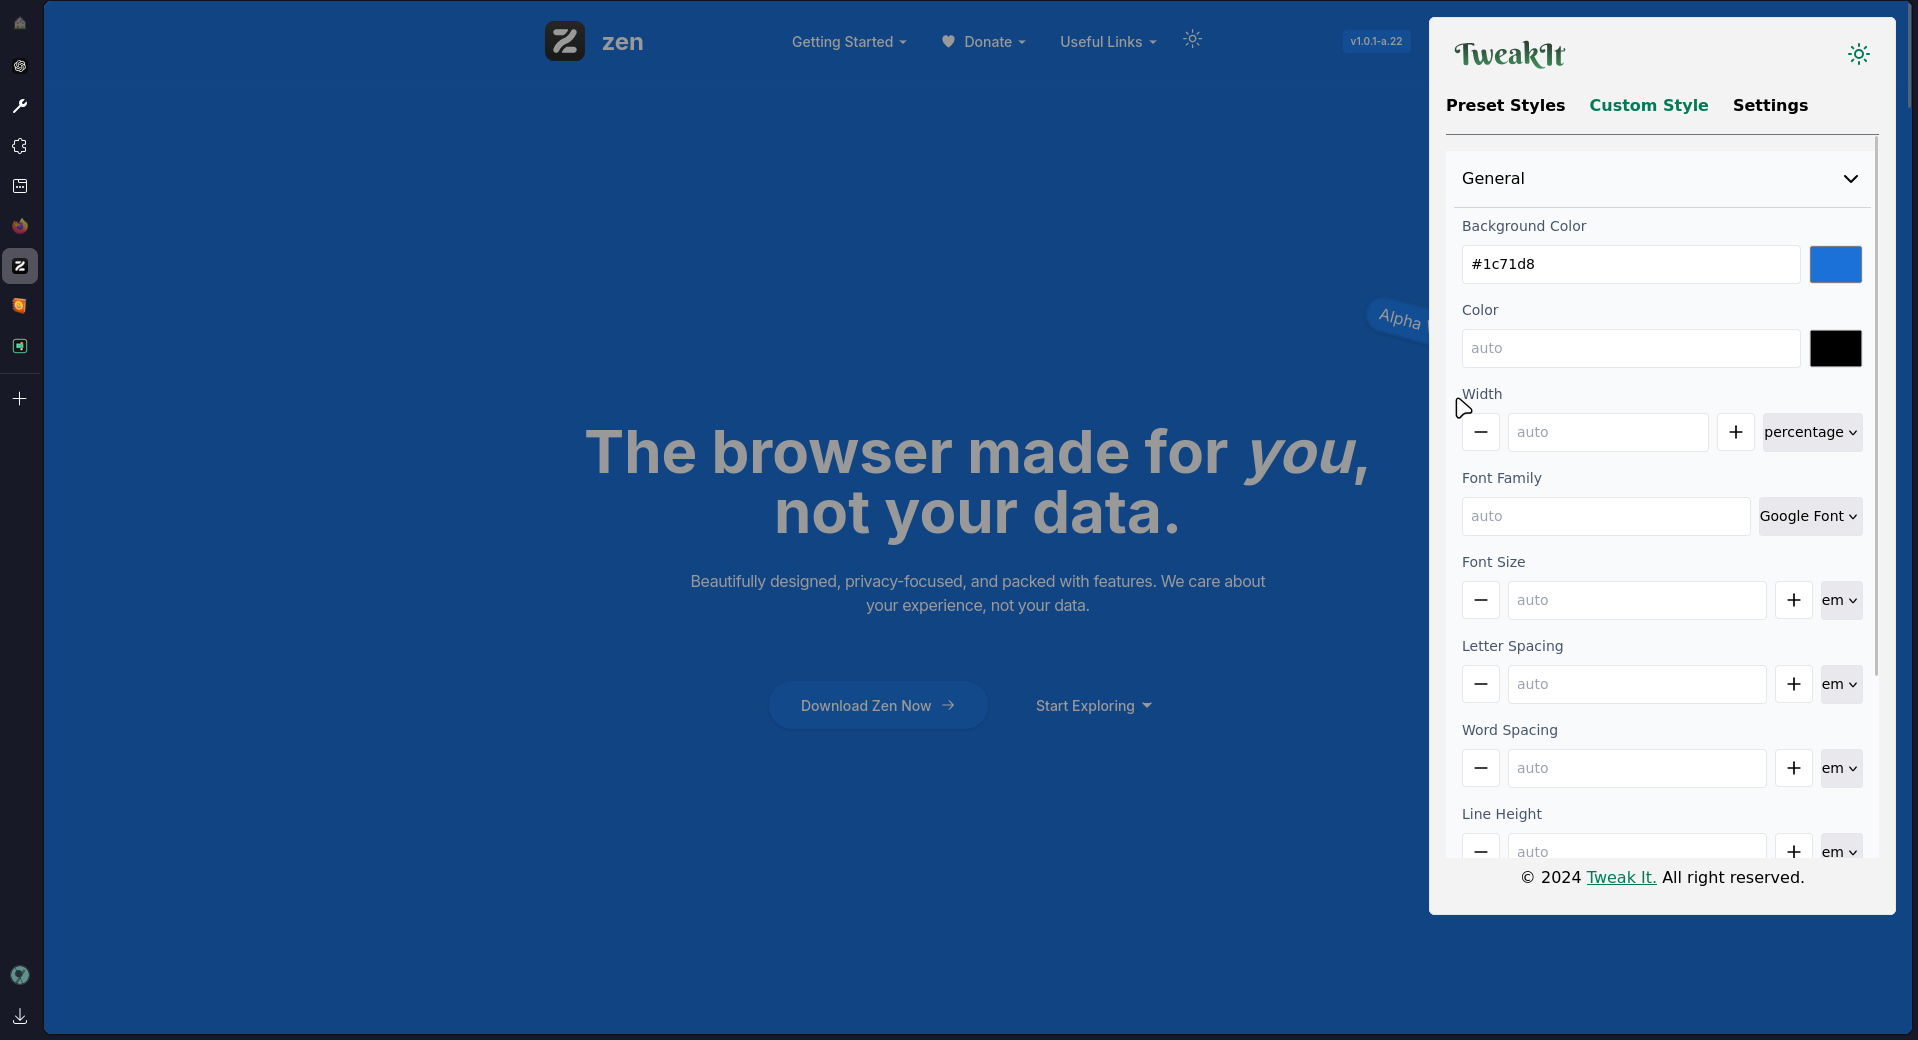 zen
Getting Started
Donate
Useful Links
v1.0.1-a.22
Alpha
The browser made for you,
not your data.
Beautifully designed, privacy-focused, and packed with features. We care about
your experience, not your data.
Download Zen Now
Start Exploring
TweakIt
Preset Styles
Custom Style
Settings
General
Background Color
#1c71d8
Color
auto
Width
auto
percentage
Font Family
auto
Google Font
Font Size
auto
em
Letter Spacing
auto
em
Word Spacing
auto
em
Line Height
auto
em
© 2024 Tweak It. All right reserved.